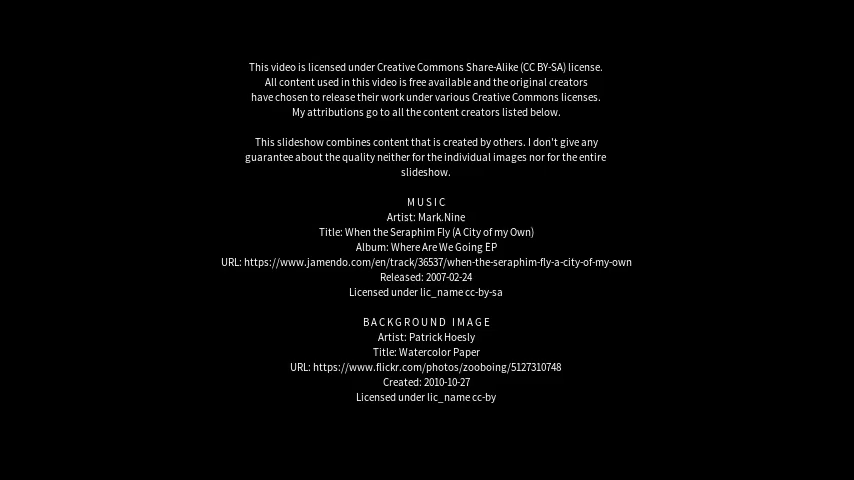 This video is licensed under Creative Commons Share-Alike (CC BY-SA) license.
All content used in this video is free available and the original creators
have chosen to release their work under various Creative Commons licenses.
My attributions go to all the content creators listed below.
This slideshow combines content that is created by others. I don't give any
guarantee about the quality neither for the individual images nor for the entire
slideshow.
MUSIC
Artist: Mark.Nine
Title: When the Seraphim Fly (A City of my Own)
Album: Where Are We Going EP
URL: https://www.jamendo.com/en/track/36537/when-the-seraphim-fly-a-city-of-my-own
Released: 2007-02-24
Licensed under lic_name cc-by-sa
BACKGROUND IMAGE
Artist: Patrick Hoesly
Title: Watercolor Paper
URL: https://www.flickr.com/photos/zooboing/5127310748
Created: 2010-10-27
Licensed under lic_name cc-by